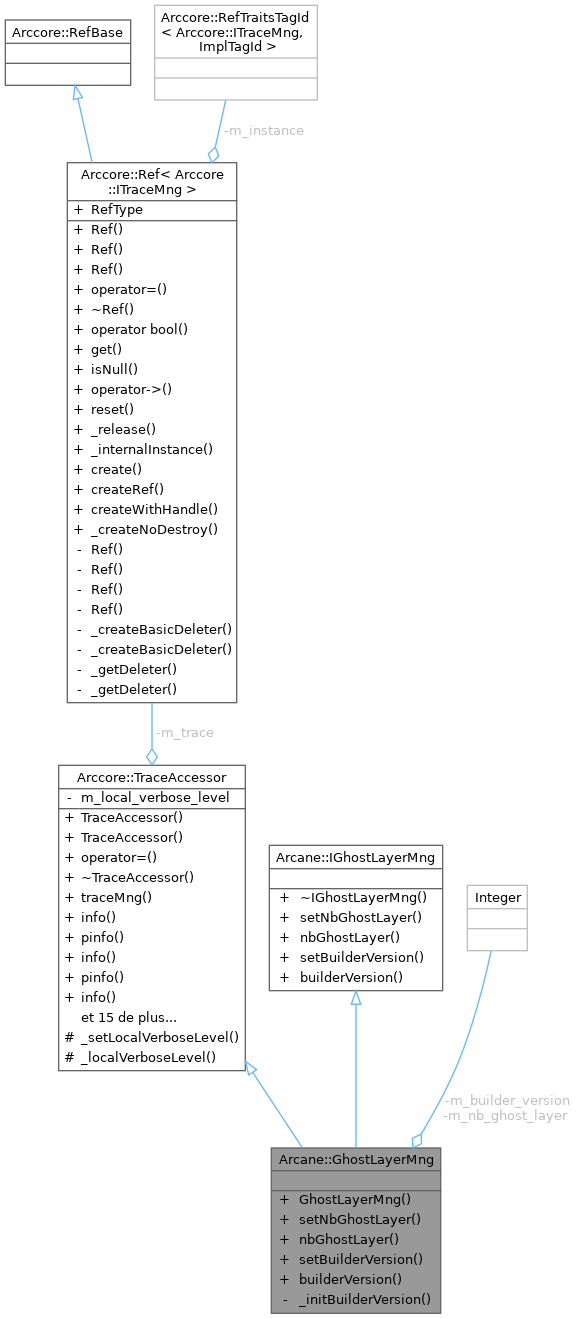 Arccore::RefBase
Arccore::RefTraitsTagId
< Arccore::ITraceMng,
ImplTagId >
-m_instance
Arccore::Ref< Arccore
::ITraceMng >
+ RefType
+ Ref()
+ Ref()
+ Ref()
+ operator=()
+ ~Ref()
+ operator bool()
+ get()
+ isNull()
+ operator->()
+ reset()
+ _release()
+ _internalInstance()
+ create()
+ createRef()
+ createWithHandle()
+ _createNoDestroy()
- Ref()
- Ref()
- Ref()
- Ref()
- _createBasicDeleter()
- _createBasicDeleter()
- _getDeleter()
- _getDeleter()
-m_trace
Arccore::TraceAccessor
- m_local_verbose_level
+ TraceAccessor()
+ TraceAccessor()
+ operator=()
+ ~TraceAccessor()
+ traceMng()
+ info()
+ pinfo()
+ info()
+ pinfo()
+ info()
et 15 de plus...
# _setLocalVerboseLevel()
# _localVerboseLevel()
Arcane::IGhostLayerMng
+ ~IGhostLayerMng()
+ setNbGhostLayer()
+ nbGhostLayer()
+ setBuilderVersion()
+ builderVersion()
Integer
-m_builder_version
-m_nb_ghost_layer
Arcane::GhostLayerMng
+ GhostLayerMng()
+ setNbGhostLayer()
+ nbGhostLayer()
+ setBuilderVersion()
+ builderVersion()
- _initBuilderVersion()